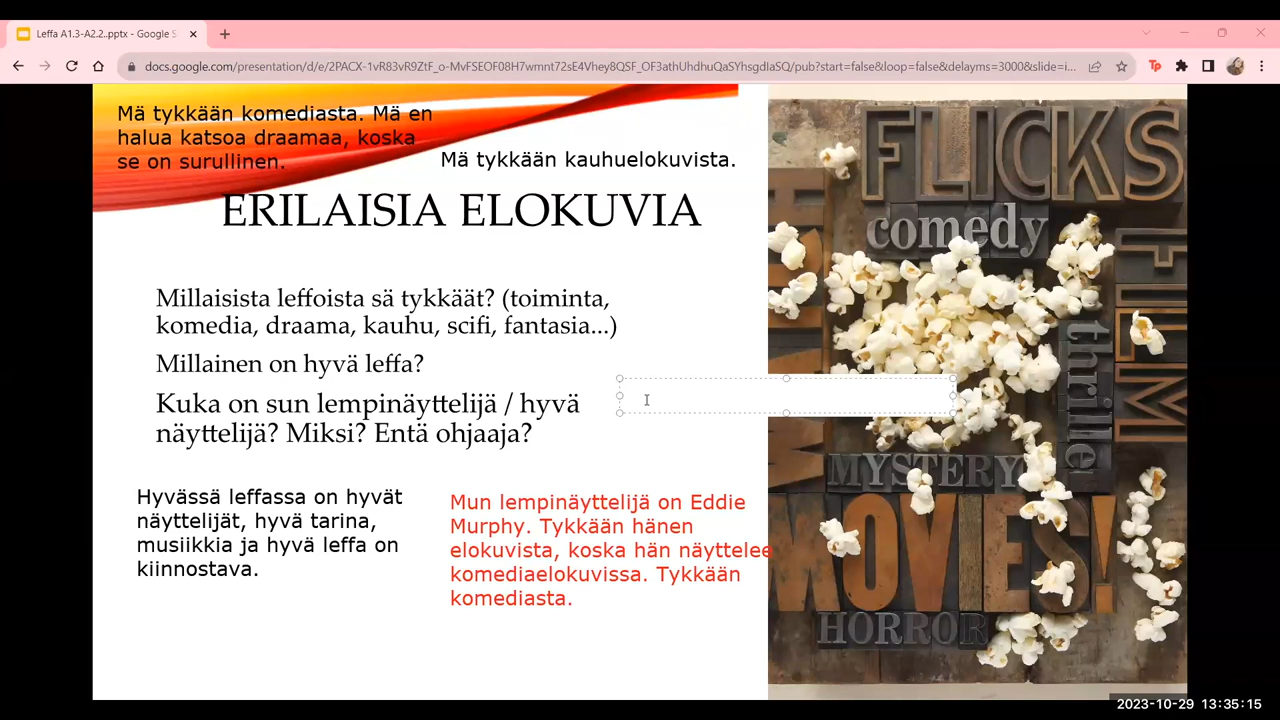 Leffa A1.3-A2.2..pptx - Google S
docs.google.com/presentation/d/e/2PACX-1vR83vR9ZtF_o-MvFSEOF08H7wmnt72sE4Vhey8QSF_OF3athUhdhuQaSYhsgdIaSQ/pub?start=false&loop=false&delayms=3000&slide=i...
Mä tykkään komediasta. Mä en
halua katsoa draamaa, koska
se on surullinen.
Mä tykkään kauhuelokuvista.
ERILAISIA ELOKUVIA
Millaisista leffoista sä tykkäät? (toiminta,
komedia, draama, kauhu, scifi, fantasia...)
Millainen on hyvä leffa?
Kuka on sun lempinäyttelijä / hyvä
näyttelijä? Miksi? Entä ohjaaja?
Hyvässä leffassa on hyvät
näyttelijät, hyvä tarina,
musiikkia ja hyvä leffa on
kiinnostava.
Mun lempinäyttelijä on Eddie
Murphy. Tykkään hänen
elokuvista, koska hän näyttelee
komediaelokuvissa. Tykkään
komediasta.
FLICKS
comedy
FILM
thriller
MYSTERY
MOVIES!
HORROR
2023-10-29 13:35:15